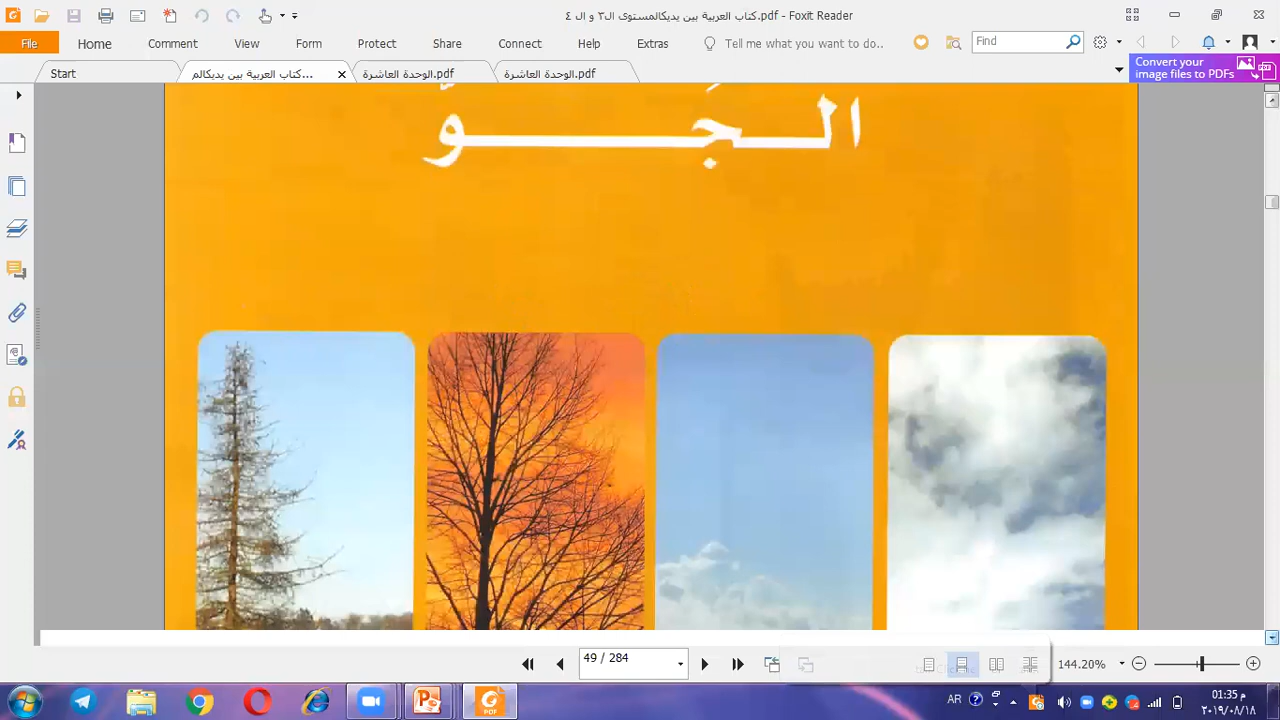 كتاب العربية بين يديكالمستوى ال٣ و ال ٤.pdf - Foxit Reader
File Home Comment View Form Protect Share Connect Help Extras Tell me what you want to do.. Find
Start كتاب العربية بين يديكالم... الوحدة العاشرة.pdf الوحدة العاشرة.pdf
Convert your
image files to PDFs
الـجَـوّ
49 / 284
144.20%
AR
01:35 م
٢٠١٩/٠٨/١٨